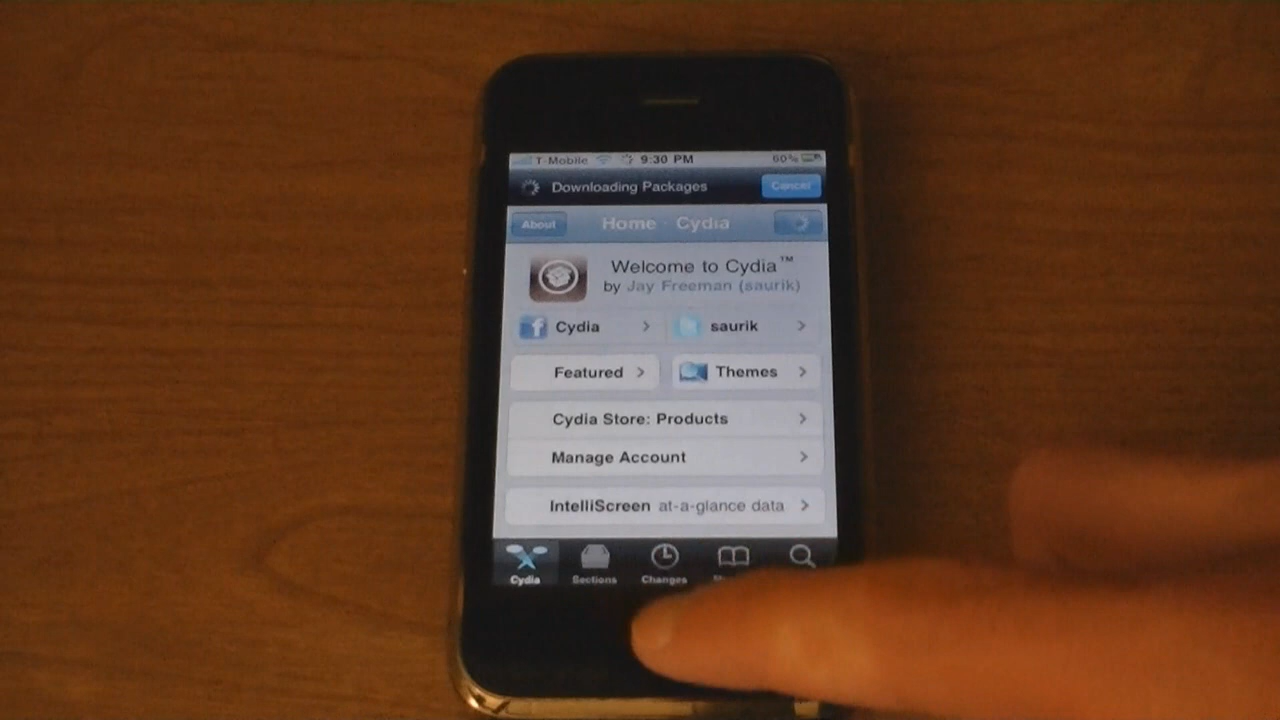 T-Mobile 9:30 PM 60%
Downloading Packages Cancel
About Home Cydia
Welcome to Cydia™
by Jay Freeman (saurik)
f Cydia saurik
Featured Themes
Cydia Store: Products
Manage Account
IntelliScreen at-a-glance data
Cydia Sections Changes